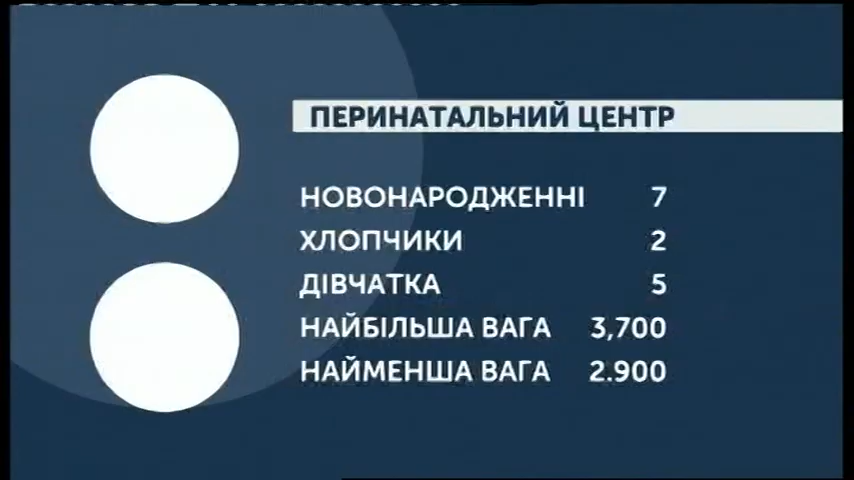 ПЕРИНАТАЛЬНИЙ ЦЕНТР
НОВОНАРОДЖЕННІ 7
ХЛОПЧИКИ 2
ДІВЧАТКА 5
НАЙБІЛЬША ВАГА 3,700
НАЙМЕНША ВАГА 2.900